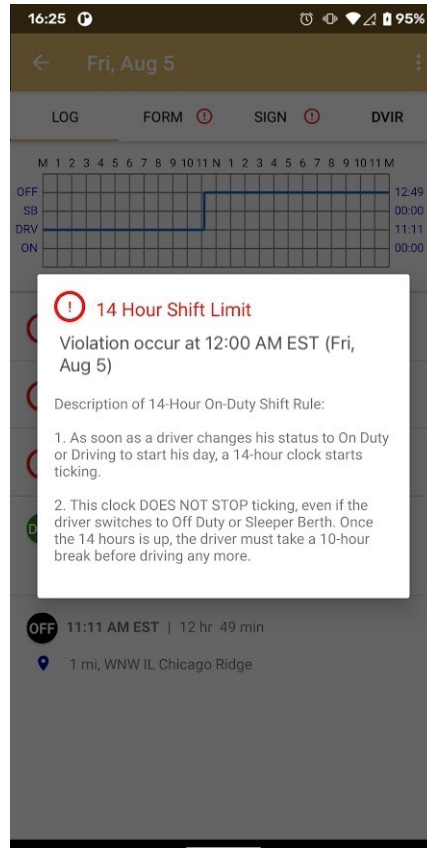 16:25 95%
Fri, Aug 5
LOG FORM SIGN DVIR
M 1 2 3 4 5 6 7 8 9 10 11 N 1 2 3 4 5 6 7 8 9 10 11 M
OFF 12:49
SB 00:00
DRV 11:11
ON 00:00
! 14 Hour Shift Limit
Violation occur at 12:00 AM EST (Fri,
Aug 5)
Description of 14-Hour On-Duty Shift Rule:
1. As soon as a driver changes his status to On Duty
or Driving to start his day, a 14-hour clock starts
ticking.
2. This clock DOES NOT STOP ticking, even if the
driver switches to Off Duty or Sleeper Berth. Once
the 14 hours is up, the driver must take a 10-hour
break before driving any more.
OFF 11:11 AM EST | 12 hr 49 min
1 mi, WNW IL Chicago Ridge